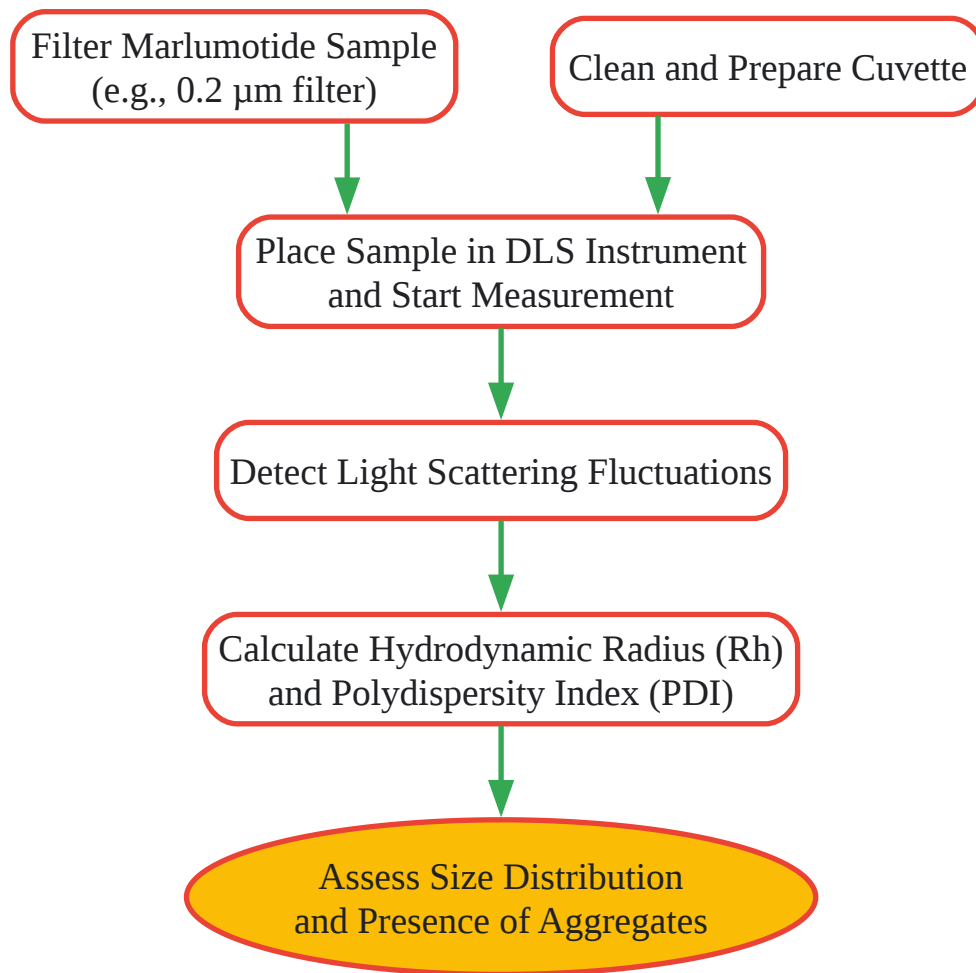 Filter Marlumotide Sample
(e.g., 0.2 µm filter)
Clean and Prepare Cuvette
Place Sample in DLS Instrument
and Start Measurement
Detect Light Scattering Fluctuations
Calculate Hydrodynamic Radius (Rh)
and Polydispersity Index (PDI)
Assess Size Distribution
and Presence of Aggregates